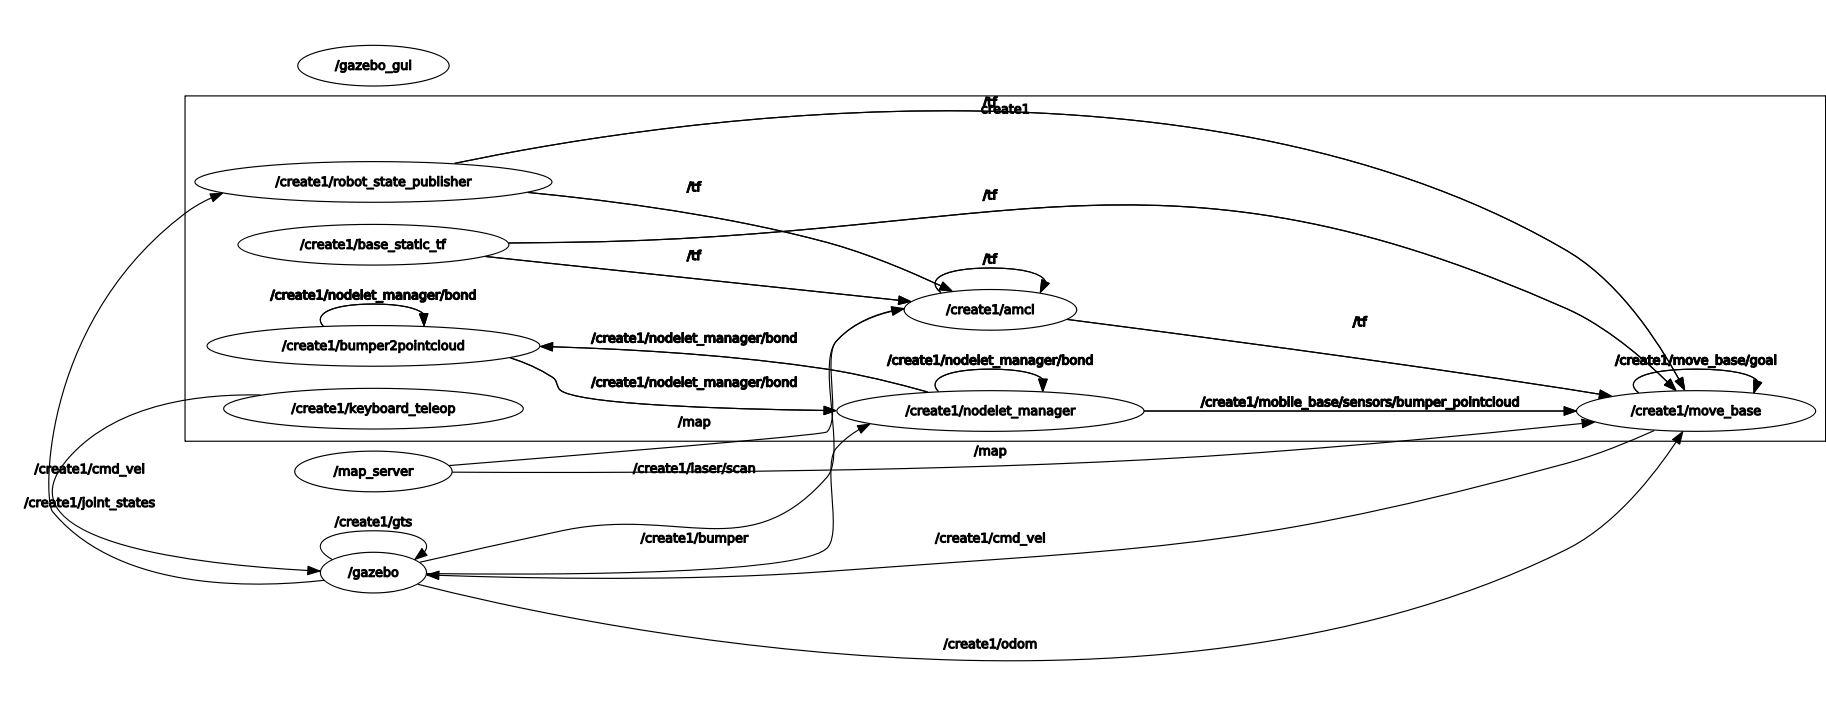 /gazebo_gui
/tf
create1
/create1/robot_state_publisher
/tf
/tf
/create1/base_static_tf
/tf
/tf
/create1/nodelet_manager/bond
/create1/amcl
/tf
/create1/nodelet_manager/bond
/create1/bumper2pointcloud
/create1/nodelet_manager/bond
/create1/move_base/goal
/create1/nodelet_manager/bond
/create1/mobile_base/sensors/bumper_pointcloud
/create1/keyboard_teleop
/create1/nodelet_manager
/create1/move_base
/map
/map
/create1/cmd_vel
/map_server
/create1/laser/scan
/create1/joint_states
/create1/gts
/create1/bumper
/create1/cmd_vel
/gazebo
/create1/odom